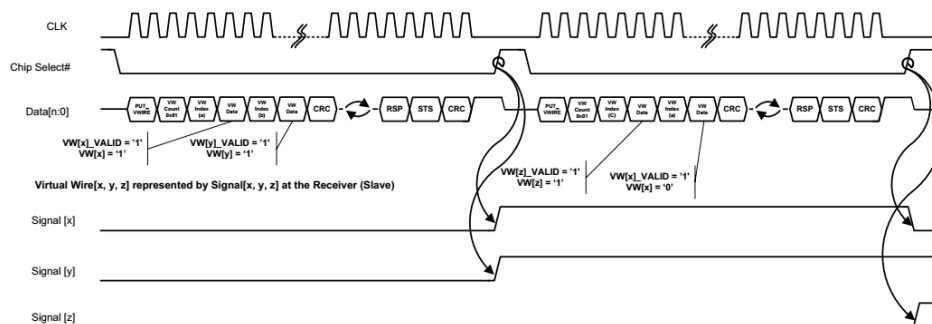 CLK
Chip Select#
Data[n:0]
PUT_
VWIRE
VW
Count
0x01
VW
Index
(a)
VW
Data
VW
Index
(b)
VW
Data
CRC
RSP
STS
CRC
PUT_
VWIRE
VW
Count
0x01
VW
Index
(C)
VW
Data
VW
Index
(a)
VW
Data
CRC
RSP
STS
CRC
VW[x]_VALID = '1'
VW[x] = '1'
VW[y]_VALID = '1'
VW[y] = '1'
VW[z]_VALID = '1'
VW[z] = '1'
VW[x]_VALID = '1'
VW[x] = '0'
Virtual Wire[x, y, z] represented by Signal[x, y, z] at the Receiver (Slave)
Signal [x]
Signal [y]
Signal [z]